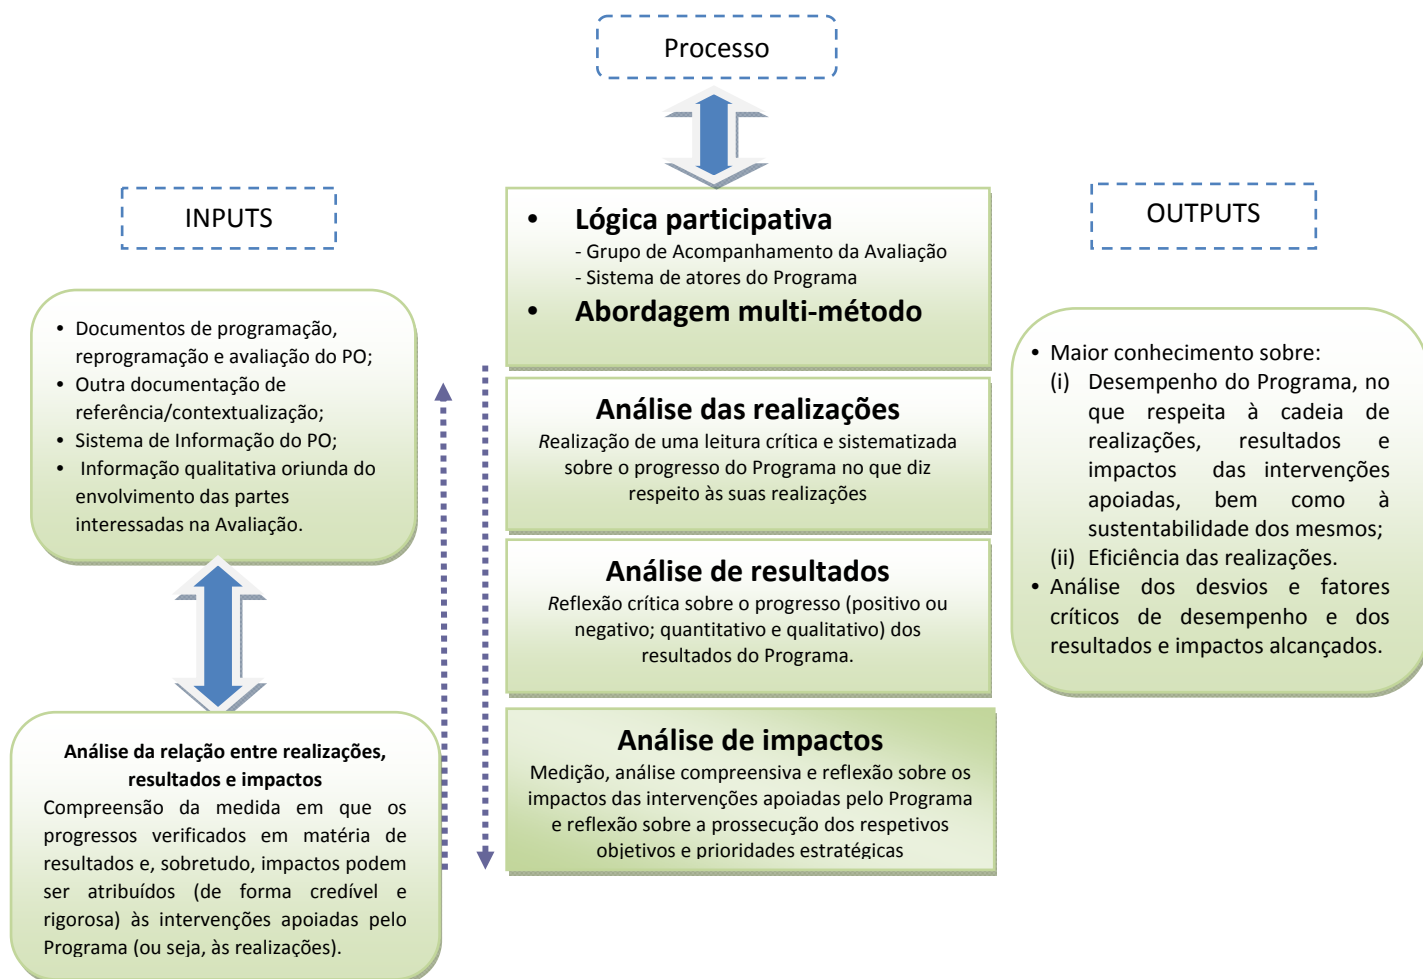 Processo
INPUTS
• Documentos de programação,
reprogramação e avaliação do PO;
• Outra documentação de
referência/contextualização;
• Sistema de Informação do PO;
• Informação qualitativa oriunda do
envolvimento das partes
interessadas na Avaliação.
Análise da relação entre realizações,
resultados e impactos
Compreensão da medida em que os
progressos verificados em matéria de
resultados e, sobretudo, impactos podem
ser atribuídos (de forma credível e
rigorosa) às intervenções apoiadas pelo
Programa (ou seja, às realizações).
• Lógica participativa
- Grupo de Acompanhamento da Avaliação
- Sistema de atores do Programa
• Abordagem multi-método
Análise das realizações
Realização de uma leitura crítica e sistematizada
sobre o progresso do Programa no que diz
respeito às suas realizações
Análise de resultados
Reflexão crítica sobre o progresso (positivo ou
negativo; quantitativo e qualitativo) dos
resultados do Programa.
Análise de impactos
Medição, análise compreensiva e reflexão sobre os
impactos das intervenções apoiadas pelo Programa
e reflexão sobre a prossecução dos respetivos
objetivos e prioridades estratégicas
OUTPUTS
• Maior conhecimento sobre:
(i) Desempenho do Programa, no
que respeita à cadeia de
realizações, resultados e
impactos das intervenções
apoiadas, bem como à
sustentabilidade dos mesmos;
(ii) Eficiência das realizações.
• Análise dos desvios e fatores
críticos de desempenho e dos
resultados e impactos alcançados.